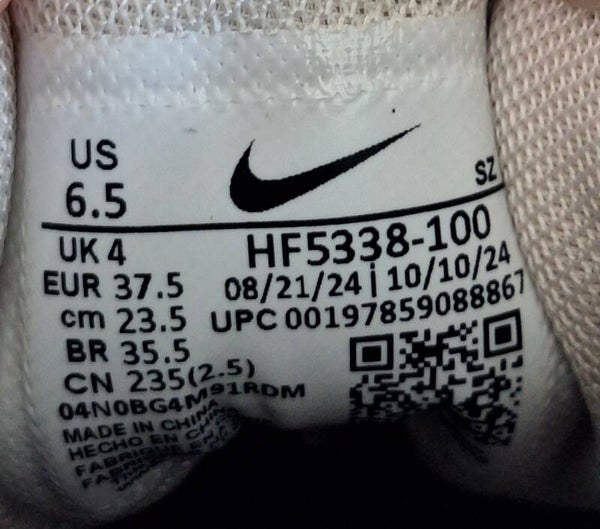 US
6.5
SZ
UK 4
HF5338-100
EUR 37.5
08/21/24 | 10/10/24
cm 23.5
UPC 00197859088867
BR 35.5
CN 235(2.5)
04N0BG4M91RDM
MADE IN CHINA
HECHO EN